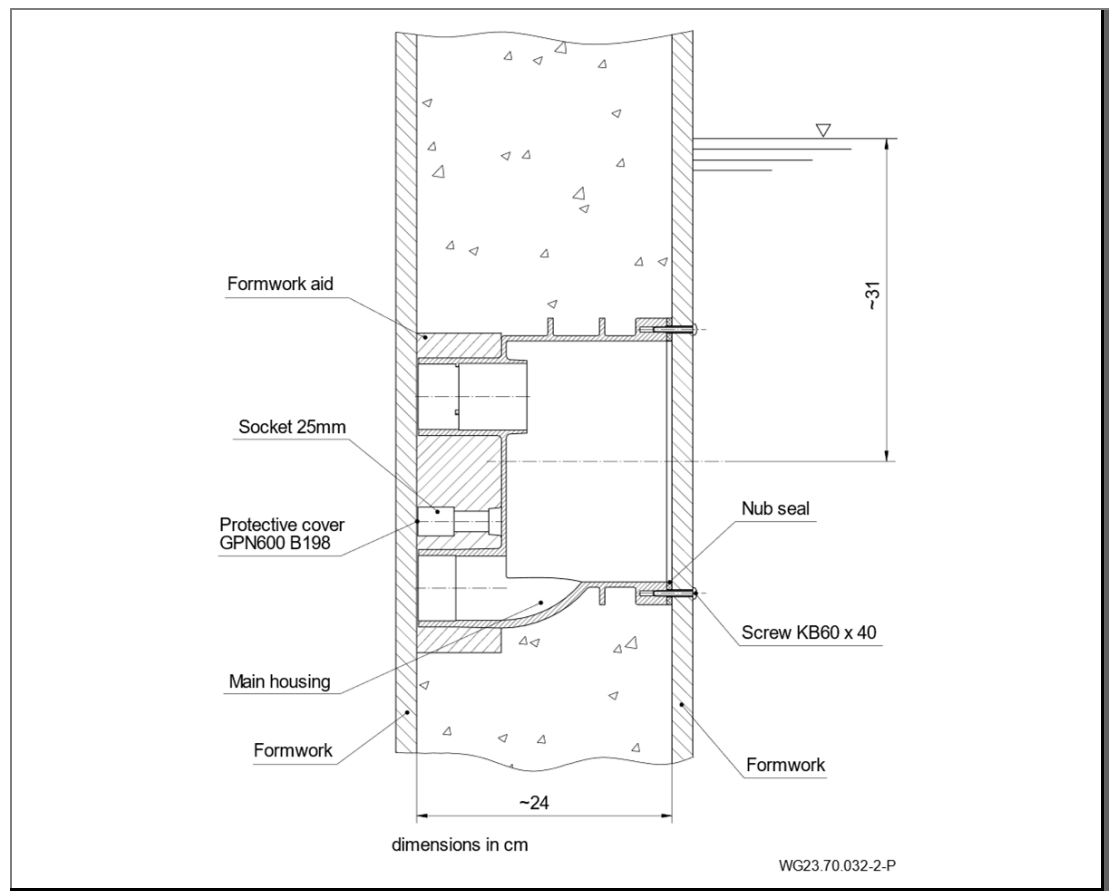 Formwork aid
~31
Socket 25mm
Nub seal
Protective cover
GPN600 B198
Screw KB60 x 40
Main housing
Formwork
Formwork
~24
dimensions in cm
WG23.70.032-2-P